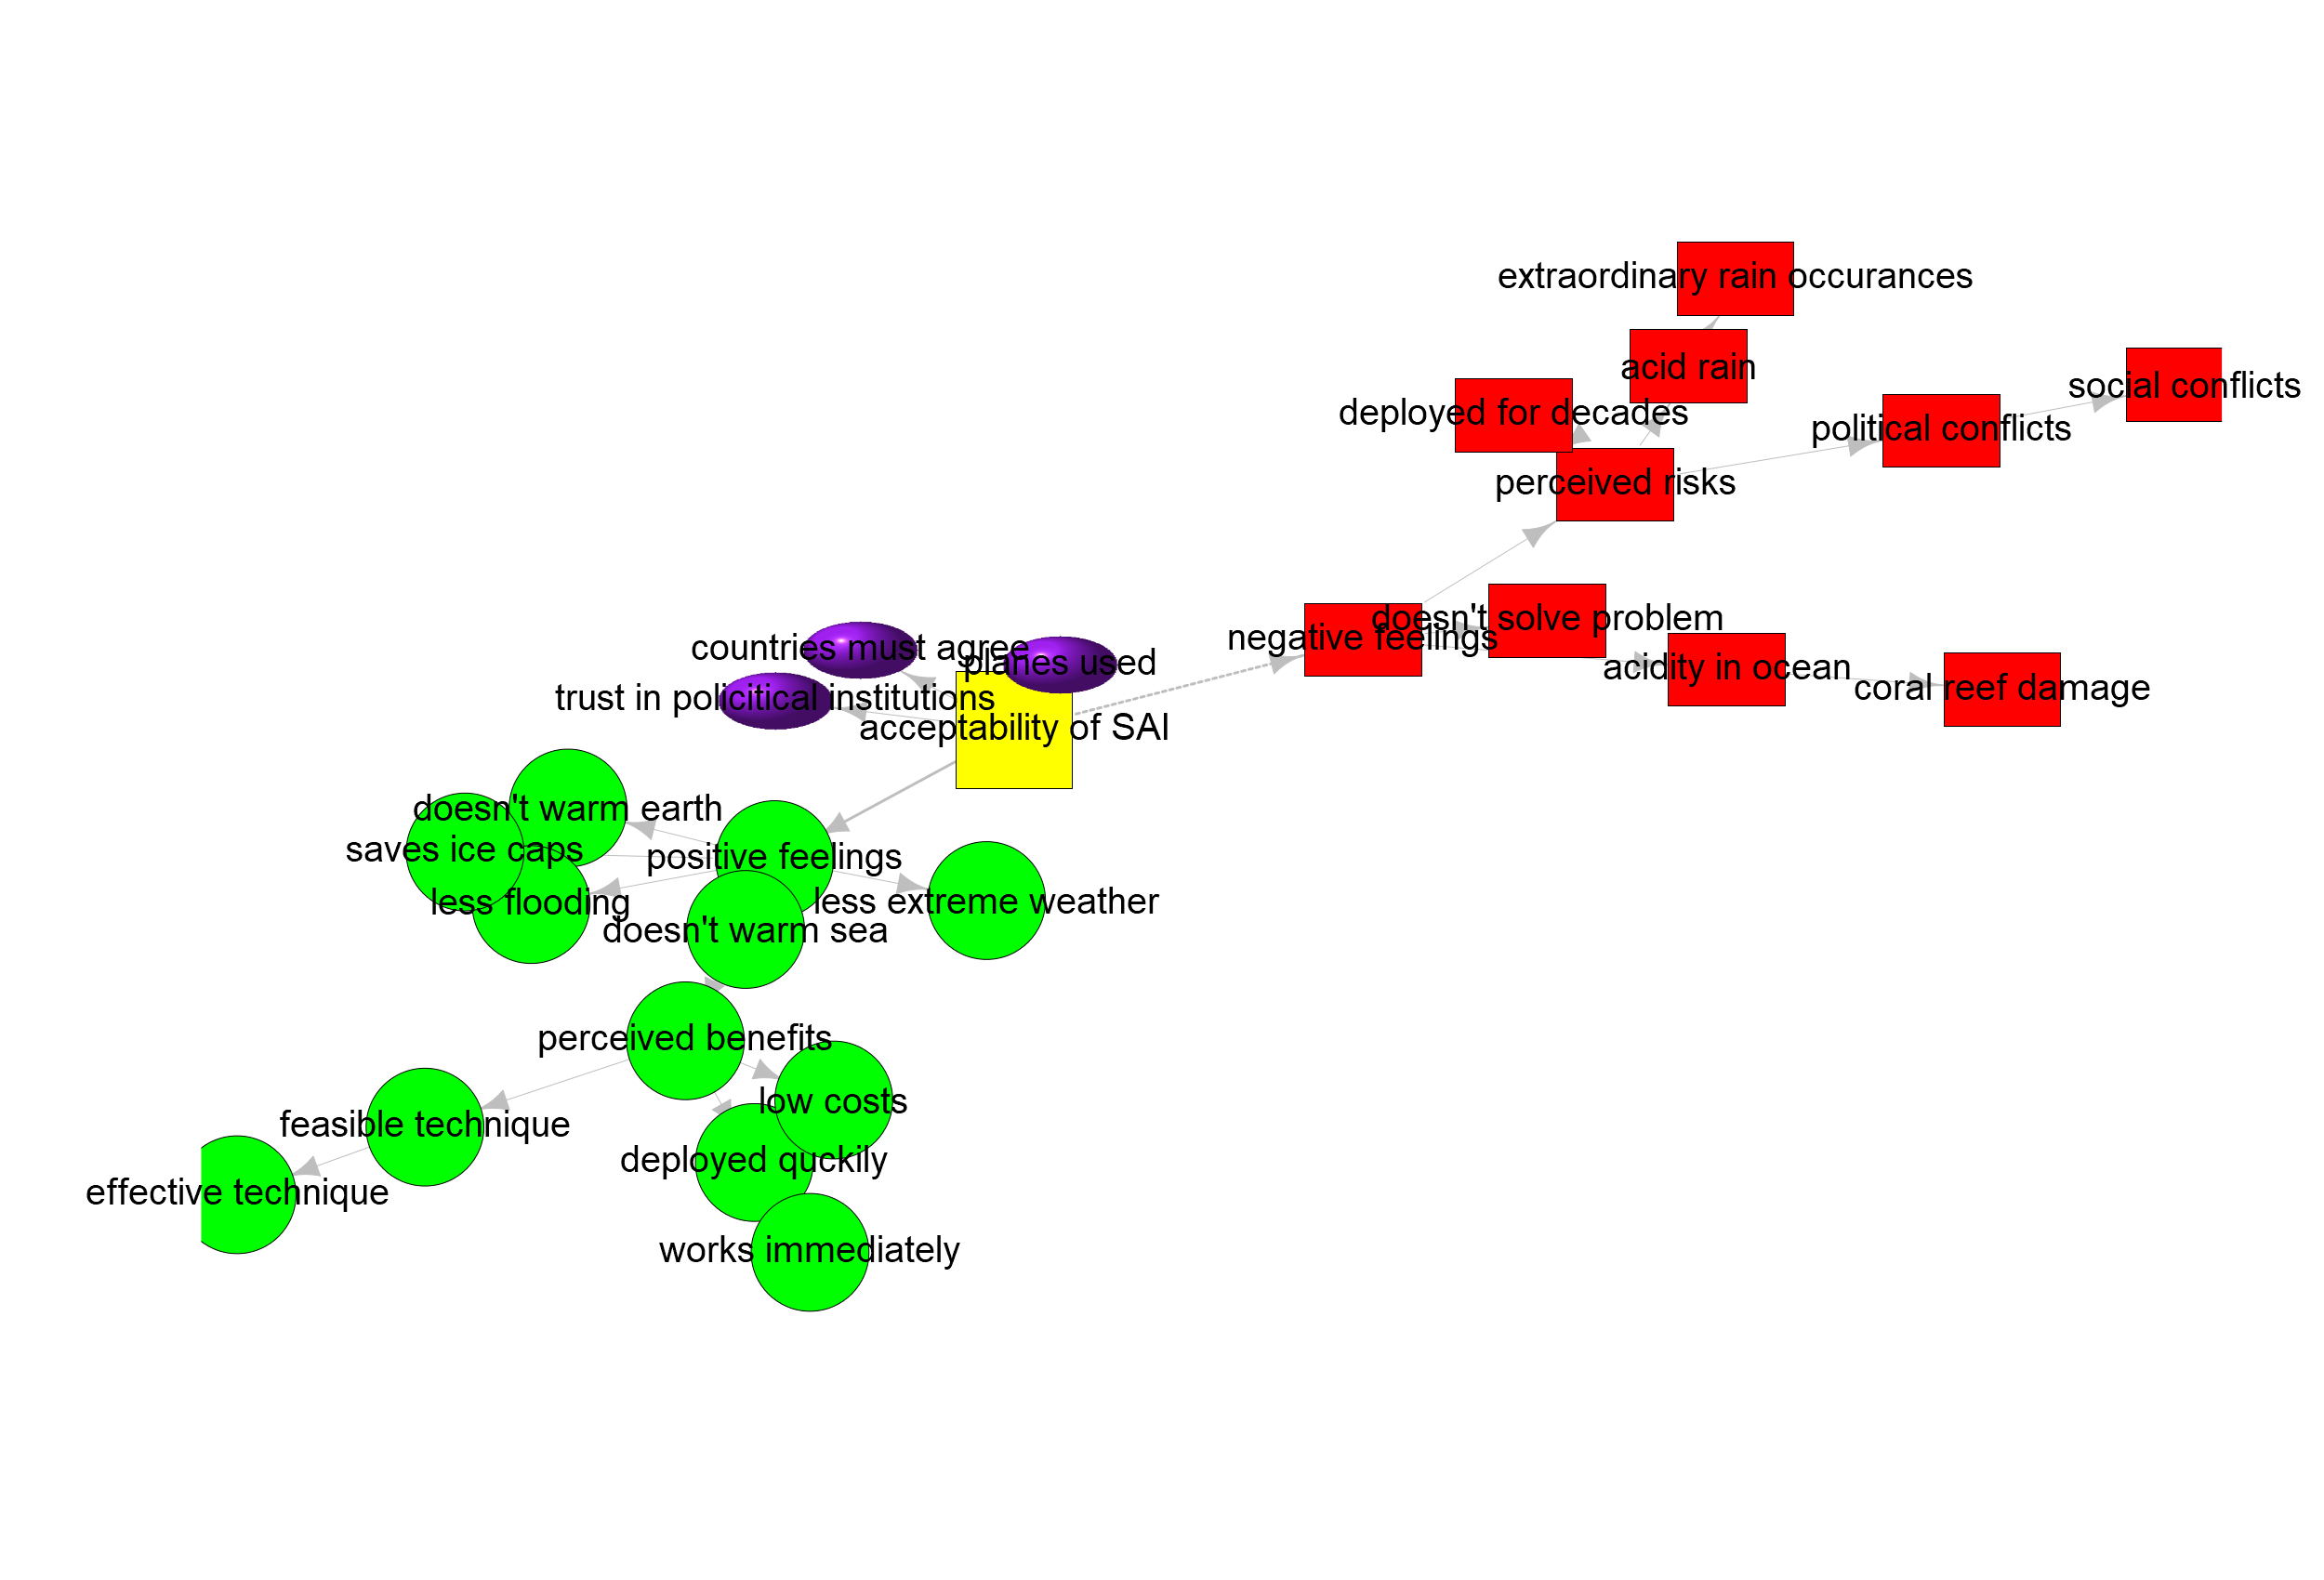 extraordinary rain occurances
acid rain
social conflicts
deployed for decades
political conflicts
perceived risks
doesn't solve problem
negative feelings
countries must agree
planes used
acidity in ocean
coral reef damage
trust in policitical institutions
acceptability of SAI
doesn't warm earth
saves ice caps
positive feelings
less flooding
less extreme weather
doesn't warm sea
perceived benefits
low costs
feasible technique
deployed quckily
effective technique
works immediately